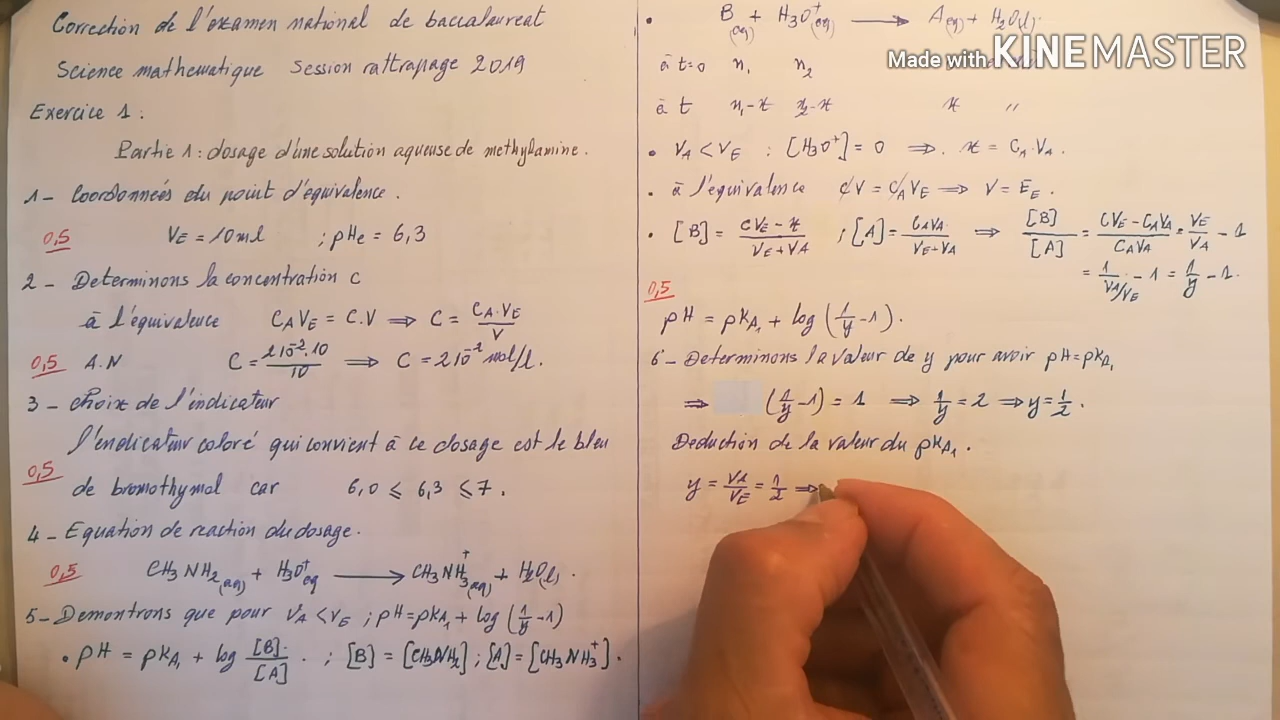 Correction de l'examen national de baccalaureat
Science mathematique Session rattrapage 2019
Exercice 1 :
Partie 1 : dosage d'une solution aqueuse de methylamine.
1- Coordonnées du point d'équivalence.
0,5 VE = 10 ml ; pHe = 6,3
2- Determinons la concentration c
à l'équivalence CAVE = C.V ⟹ C = CA.VE/V
0,5 A.N C = 2 10⁻².10/10 ⟹ C = 2 10⁻² mol/l.
3- choix de l'indicateur
l'indicateur coloré qui convient à ce dosage est le bleu
0,5 de bromothymol car 6,0 ⩽ 6,3 ⩽ 7.
4- Equation de reaction du dosage.
0,5 CH3NH2(aq) + H3O⁺aq ⟶ CH3NH3⁺(aq) + H2O(l).
5- Demontrons que pour VA < VE ; pH = pKA1 + log (1/y - 1)
• pH = pKA1 + log [B]/[A] . ; [B] = [CH3NH2] ; [A] = [CH3NH3⁺].
• B(aq) + H3O⁺(aq) ⟶ A(aq) + H2O(l).
Made with KINEMASTER
à t=0 n1 n2
à t n1-x n2-x x "
• VA < VE ; [H3O⁺] = 0 ⟹ x = CA.VA.
• à l'équivalence CV = CAVE ⟹ V = EE.
• [B] = (CVE - x)/(VE+VA) ; [A] = CAVA/(VE+VA) ⟹ [B]/[A] = (CVE - CAVA)/CAVA = VE/VA - 1
= 1/(VA/VE) - 1 = 1/y - 1.
0,5
pH = pKA1 + log (1/y - 1).
6- Determinons la valeur de y pour avoir pH = pKA1
⟹ (1/y - 1) = 1 ⟹ 1/y = 2 ⟹ y = 1/2.
Deduction de la valeur du pKA1.
y = VA/VE = 1/2 ⟹